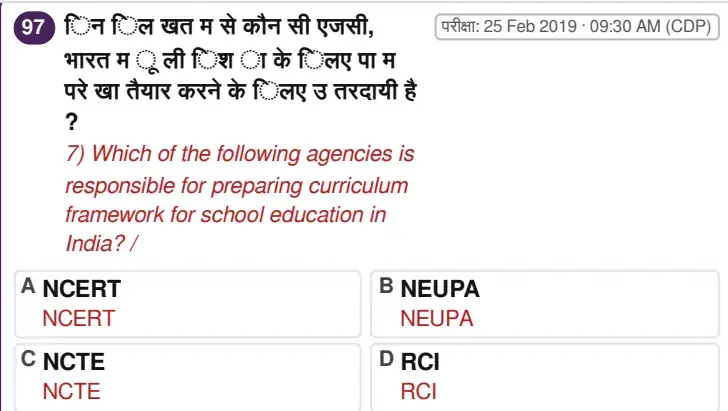 97 िन िल खत म से कौन सी एजसी,
परीक्षा: 25 Feb 2019 · 09:30 AM (CDP)
भारत म ू ली िश ा के िलए पा म
परे खा तैयार करने के िलए उ तरदायी है
?
7) Which of the following agencies is
responsible for preparing curriculum
framework for school education in
India? /
A NCERT
NCERT
B NEUPA
NEUPA
C NCTE
NCTE
D RCI
RCI